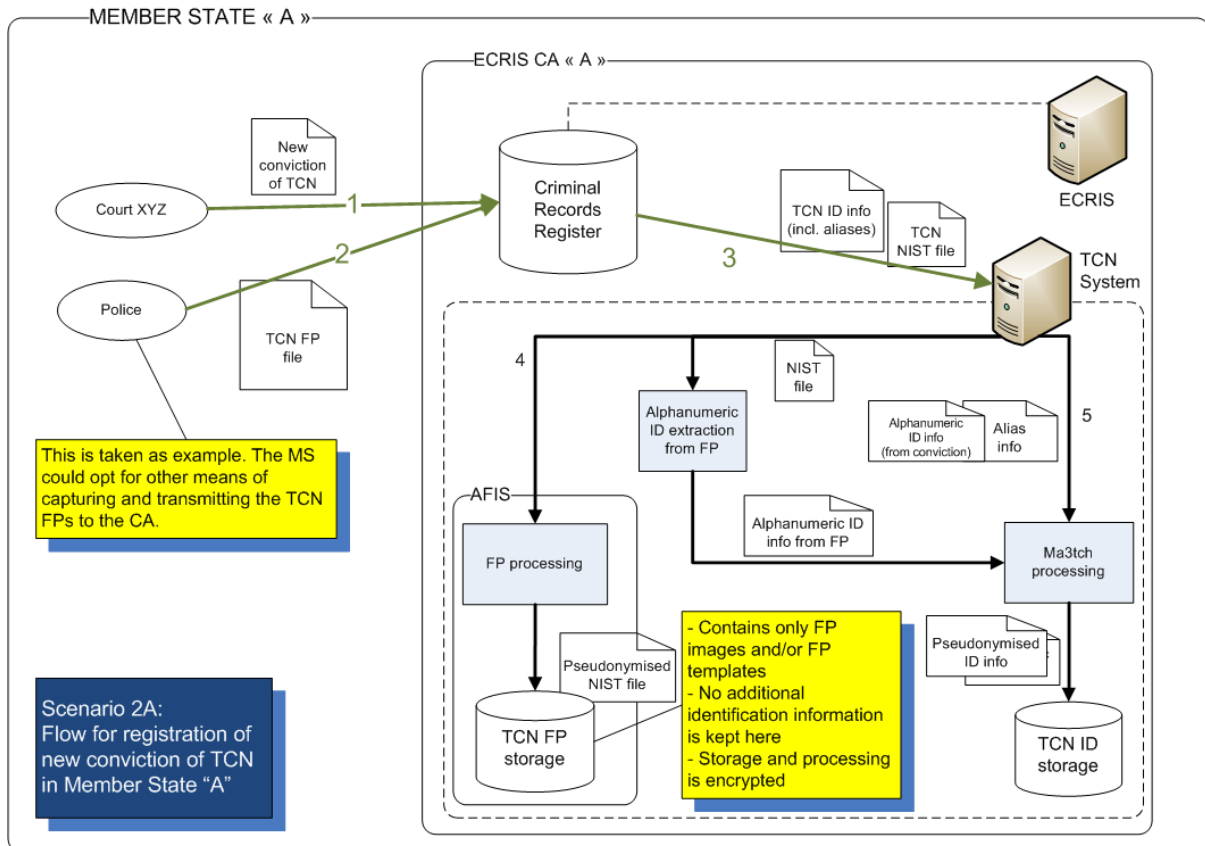 MEMBER STATE « A »
ECRIS CA « A »
New
conviction
of TCN
Court XYZ
1
2
Police
TCN FP
file
Criminal
Records
Register
ECRIS
TCN ID info
(incl. aliases)
TCN
NIST file
3
TCN
System
This is taken as example. The MS
could opt for other means of
capturing and transmitting the TCN
FPs to the CA.
4
NIST
file
Alphanumeric
ID extraction
from FP
Alphanumeric
ID info
(from conviction)
Alias
info
5
AFIS
FP processing
Alphanumeric ID
info from FP
Ma3tch
processing
Pseudonymised
NIST file
TCN FP
storage
- Contains only FP
images and/or FP
templates
- No additional
identification information
is kept here
- Storage and processing
is encrypted
Pseudonymised
ID info
TCN ID
storage
Scenario 2A:
Flow for registration of
new conviction of TCN
in Member State “A”